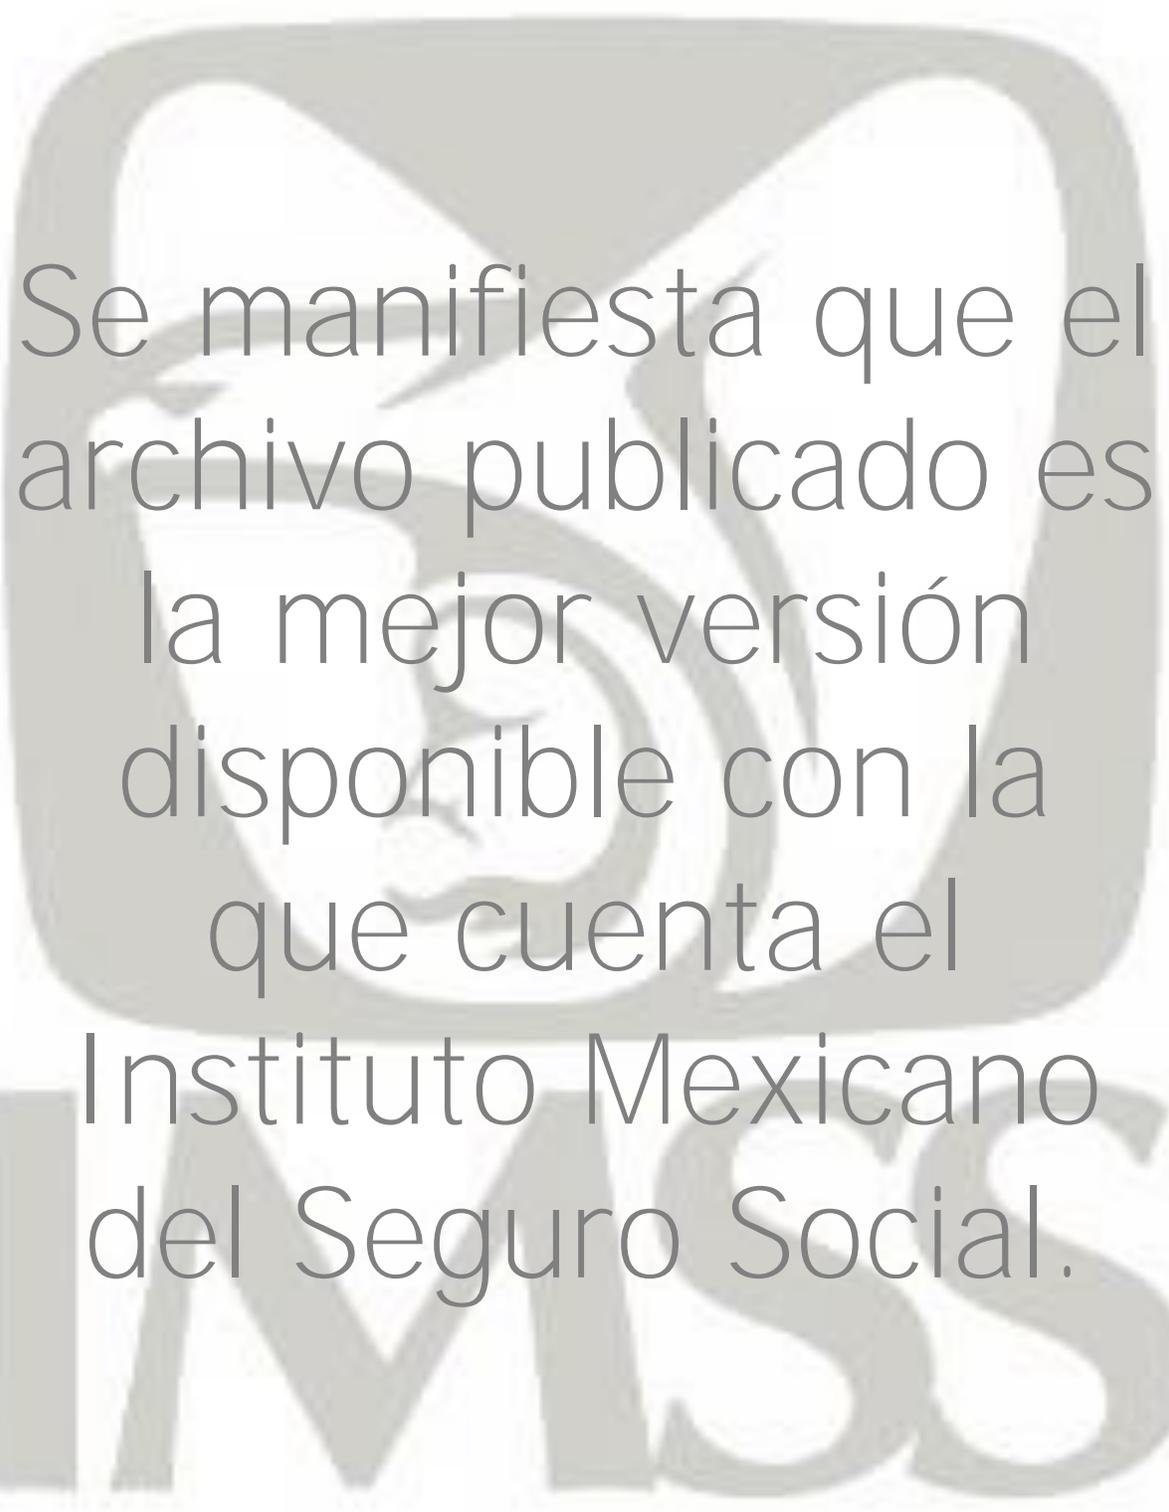 Se manifiesta que el
archivo publicado es
la mejor versión
disponible con la
que cuenta el
Instituto Mexicano
del Seguro Social.
IMSS